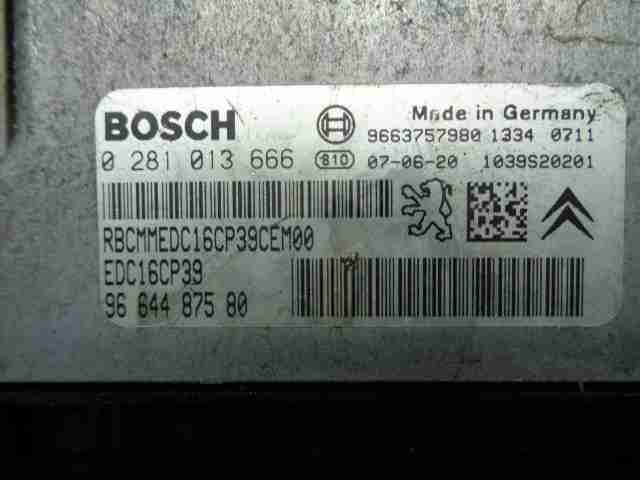 BOSCH
Made in Germany
9663757980 1334 0711
0 281 013 666 S10 07-06-20 1039S20201
RBCMMEDC16CP39CEM00
EDC16CP39
96 644 875 80